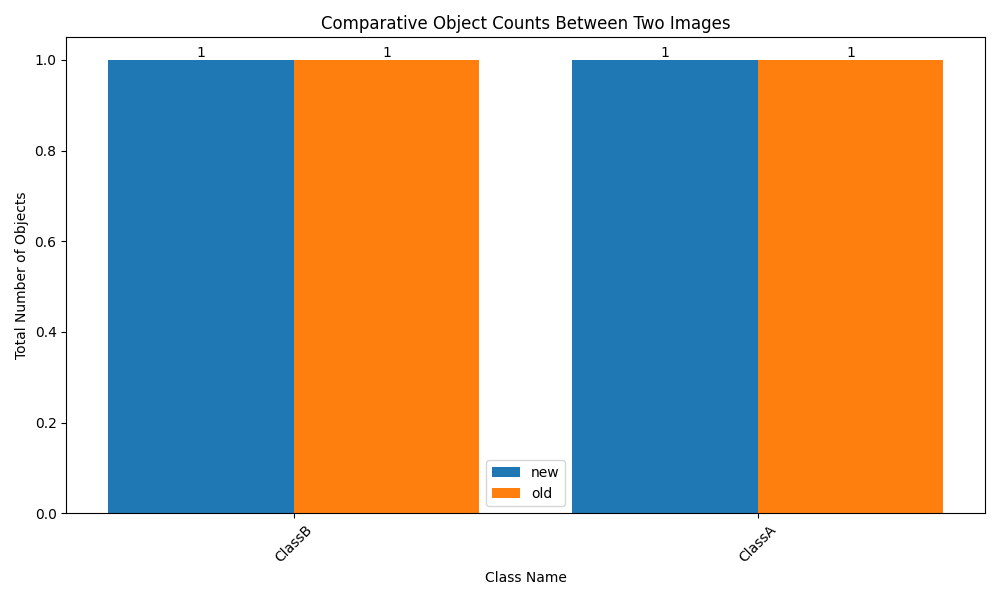 Comparative Object Counts Between Two Images
1 1 1 1
1.0
0.8
0.6
0.4
0.2
0.0
Total Number of Objects
new
old
ClassB ClassA
Class Name